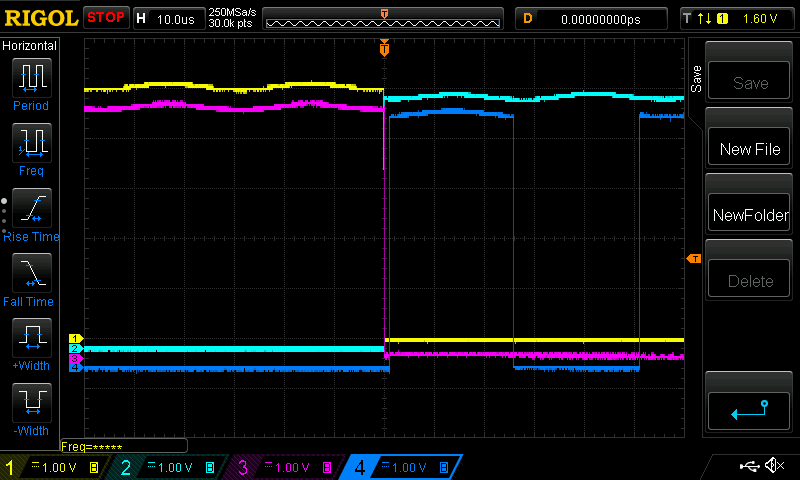 RIGOL STOP H 10.0us 250MSa/s 30.0k pts T D 0.00000000ps T 1 1.60 V
Horizontal
Period
Freq
Rise Time
Fall Time
+Width
-Width
T
1
2
3
4
Freq=*****
Save
Save
New File
NewFolder
Delete
1 1.00 V B 2 1.00 V B 3 1.00 V B 4 1.00 V B